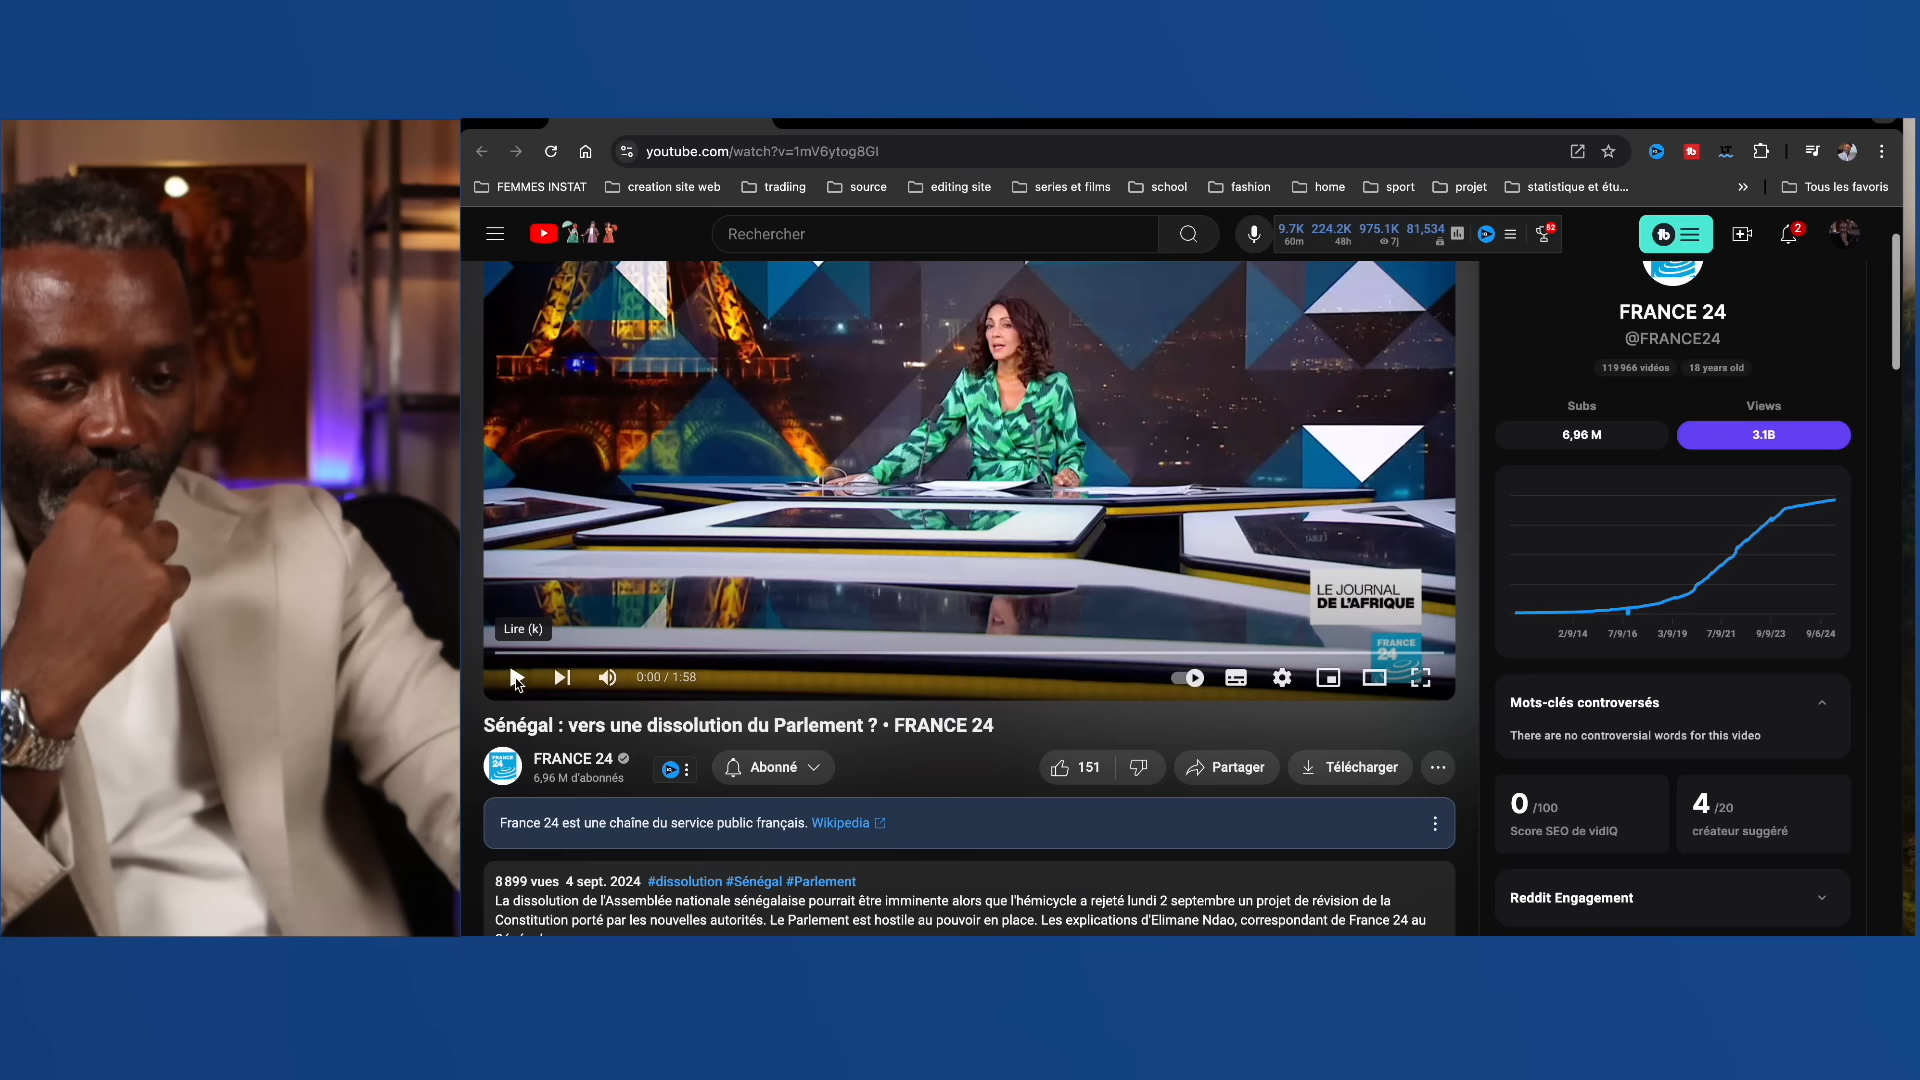 youtube.com/watch?v=1mV6ytog8GI
FEMMES INSTAT
creation site web
tradiing
source
editing site
series et films
school
fashion
home
sport
projet
statistique et étu...
»
Tous les favoris
Rechercher
9.7K 224.2K 975.1K 81,534
60m 48h 7j
52
2
LE JOURNAL
DE L'AFRIQUE
FRANCE
24
Lire (k)
0:00 / 1:58
Sénégal : vers une dissolution du Parlement ? • FRANCE 24
FRANCE 24
6,96 M d'abonnés
Abonné
151
Partager
Télécharger
France 24 est une chaîne du service public français. Wikipedia
8 899 vues 4 sept. 2024 #dissolution #Sénégal #Parlement
La dissolution de l'Assemblée nationale sénégalaise pourrait être imminente alors que l'hémicycle a rejeté lundi 2 septembre un projet de révision de la
Constitution porté par les nouvelles autorités. Le Parlement est hostile au pouvoir en place. Les explications d'Elimane Ndao, correspondant de France 24 au
FRANCE 24
@FRANCE24
119 966 vidéos
18 years old
Subs
Views
6,96 M
3.1B
2/9/14 7/9/16 3/9/19 7/9/21 9/9/23 9/6/24
Mots-clés controversés
There are no controversial words for this video
0 /100
Score SEO de vidIQ
4 /20
créateur suggéré
Reddit Engagement